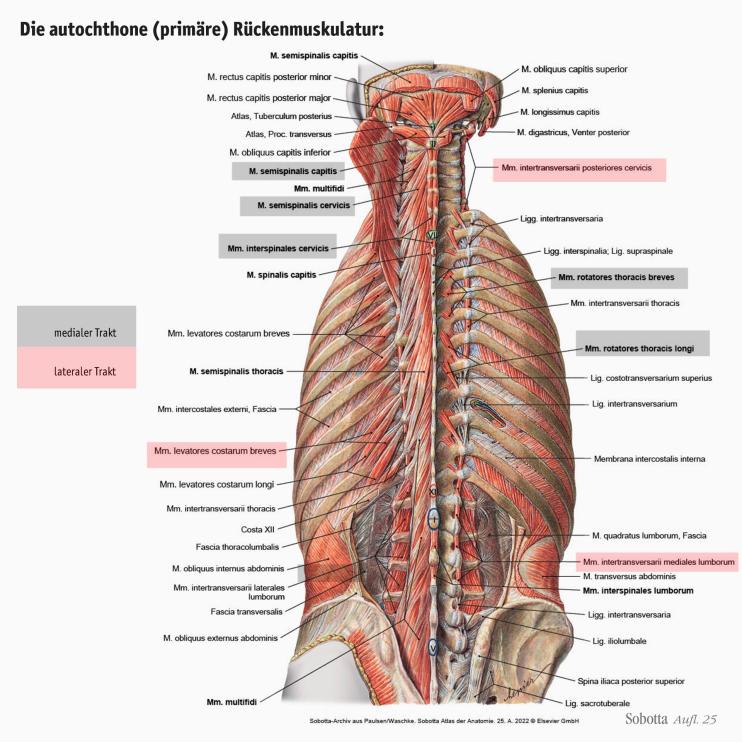 Die autochthone (primäre) Rückenmuskulatur:
M. semispinalis capitis
M. rectus capitis posterior minor
M. rectus capitis posterior major
Atlas, Tuberculum posterius
Atlas, Proc. transversus
M. obliquus capitis inferior
M. semispinalis capitis
Mm. multifidi
M. semispinalis cervicis
Mm. interspinales cervicis
M. spinalis capitis
medialer Trakt
lateraler Trakt
Mm. levatores costarum breves
M. semispinalis thoracis
Mm. intercostales externi, Fascia
Mm. levatores costarum breves
Mm. levatores costarum longi
Mm. intertransversarii thoracis
Costa XII
Fascia thoracolumbalis
M. obliquus internus abdominis
Mm. intertransversarii laterales
lumborum
Fascia transversalis
M. obliquus externus abdominis
Mm. multifidi
M. obliquus capitis superior
M. splenius capitis
M. longissimus capitis
M. digastricus, Venter posterior
Mm. intertransversarii posteriores cervicis
Ligg. intertransversaria
Ligg. interspinalia; Lig. supraspinale
Mm. rotatores thoracis breves
Mm. intertransversarii thoracis
Mm. rotatores thoracis longi
Lig. costotransversarium superius
Lig. intertransversarium
Membrana intercostalis interna
M. quadratus lumborum, Fascia
Mm. intertransversarii mediales lumborum
M. transversus abdominis
Mm. interspinales lumborum
Ligg. intertransversaria
Lig. iliolumbale
Spina iliaca posterior superior
Lig. sacrotuberale
II
VII
XII
I
V
Sobotta-Archiv aus Paulsen/Waschke. Sobotta Atlas der Anatomie. 25. A. 2022 © Elsevier GmbH
Sobotta Aufl. 25